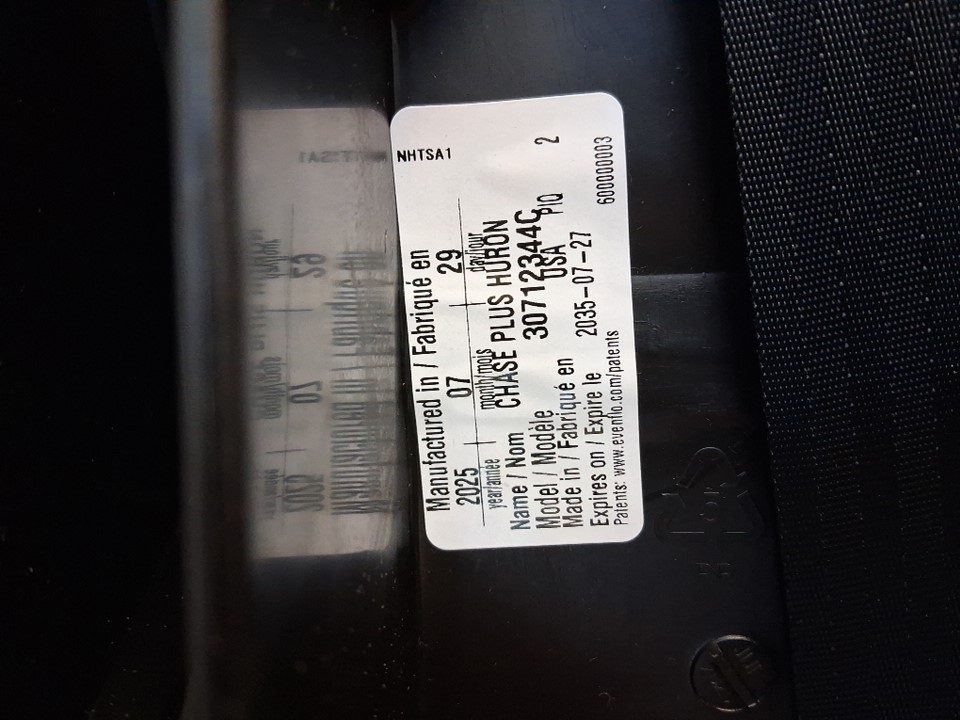 NHTSA1
Manufactured in / Fabriqué en
2025 07 29
year/annee month/mois day/jour
Name / Nom CHASE PLUS HURON
Model / Modèle 30712344C
Made in / Fabriqué en USA PIQ 2
Expires on / Expire le 2035-07-27
Patents: www.evenflo.com/patents 600000003